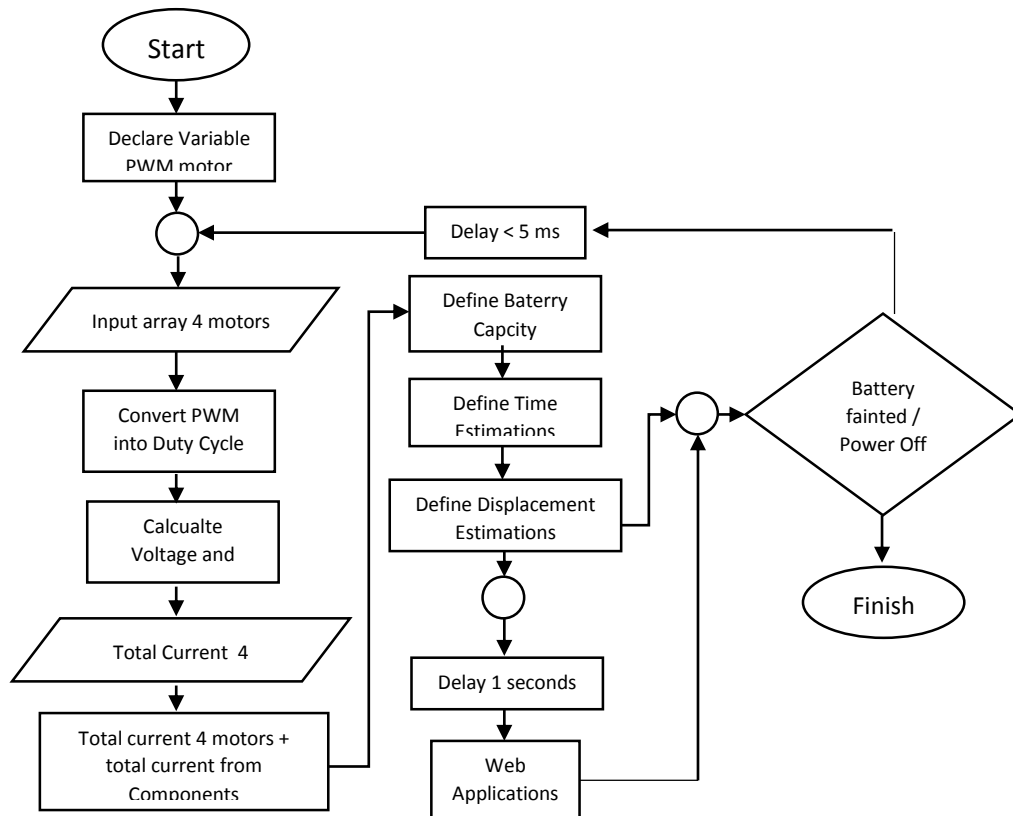 Start
Declare Variable
PWM motor
Delay < 5 ms
Input array 4 motors
Convert PWM
into Duty Cycle
Calcualte
Voltage and
Total Current 4
Total current 4 motors +
total current from
Components
Define Baterry
Capcity
Define Time
Estimations
Define Displacement
Estimations
Delay 1 seconds
Web
Applications
Battery
fainted /
Power Off
Finish